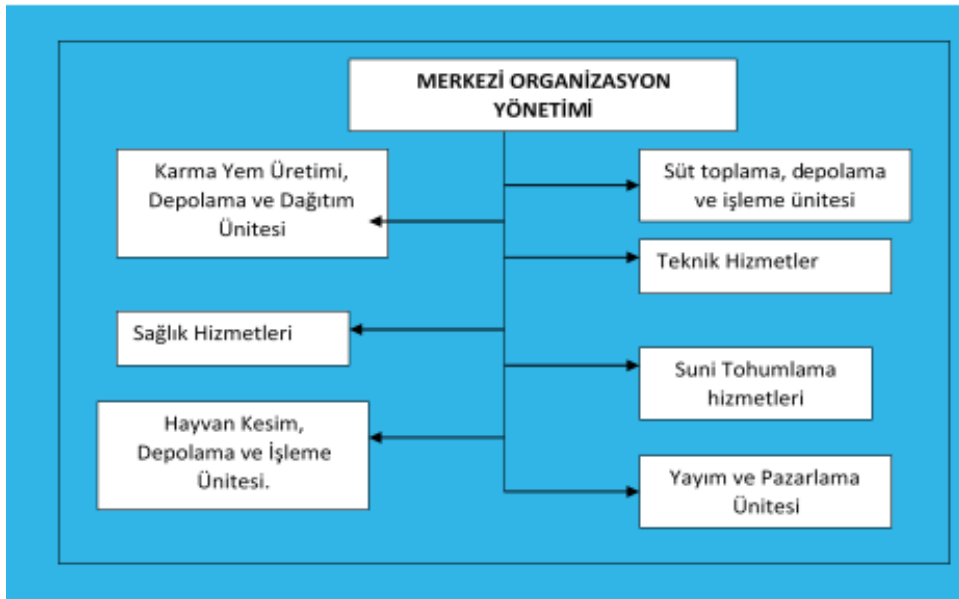 MERKEZİ ORGANİZASYON
YÖNETİMİ
Karma Yem Üretimi,
Depolama ve Dağıtım
Ünitesi
Süt toplama, depolama
ve işleme ünitesi
Teknik Hizmetler
Sağlık Hizmetleri
Suni Tohumlama
hizmetleri
Hayvan Kesim,
Depolama ve İşleme
Ünitesi.
Yayım ve Pazarlama
Ünitesi